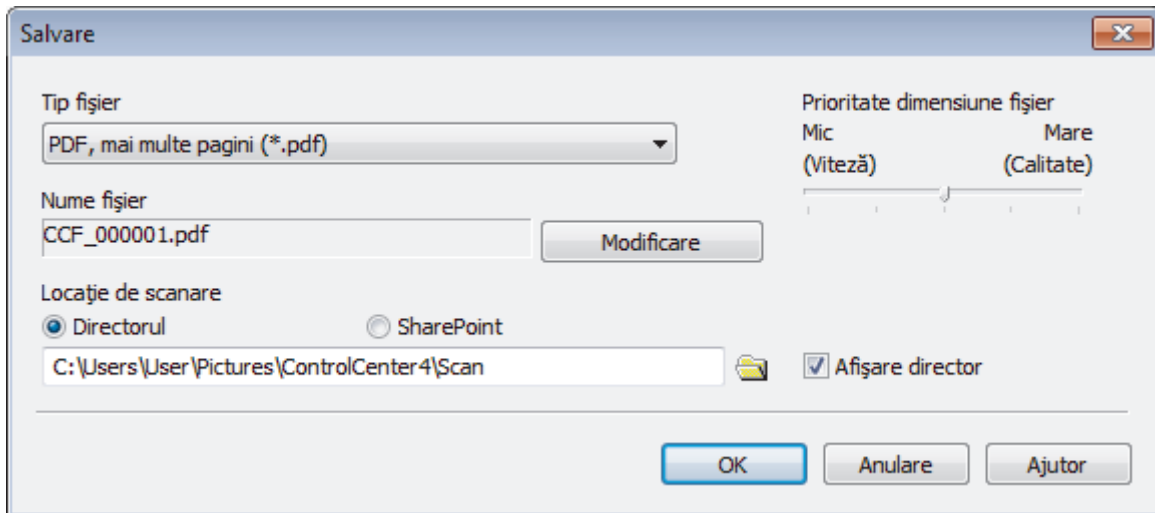 Salvare
Tip fişier
PDF, mai multe pagini (*.pdf)
Prioritate dimensiune fişier
Mic Mare
(Viteză) (Calitate)
Nume fişier
CCF_000001.pdf
Modificare
Locaţie de scanare
Directorul SharePoint
C:\Users\User\Pictures\ControlCenter4\Scan
Afişare director
OK Anulare Ajutor